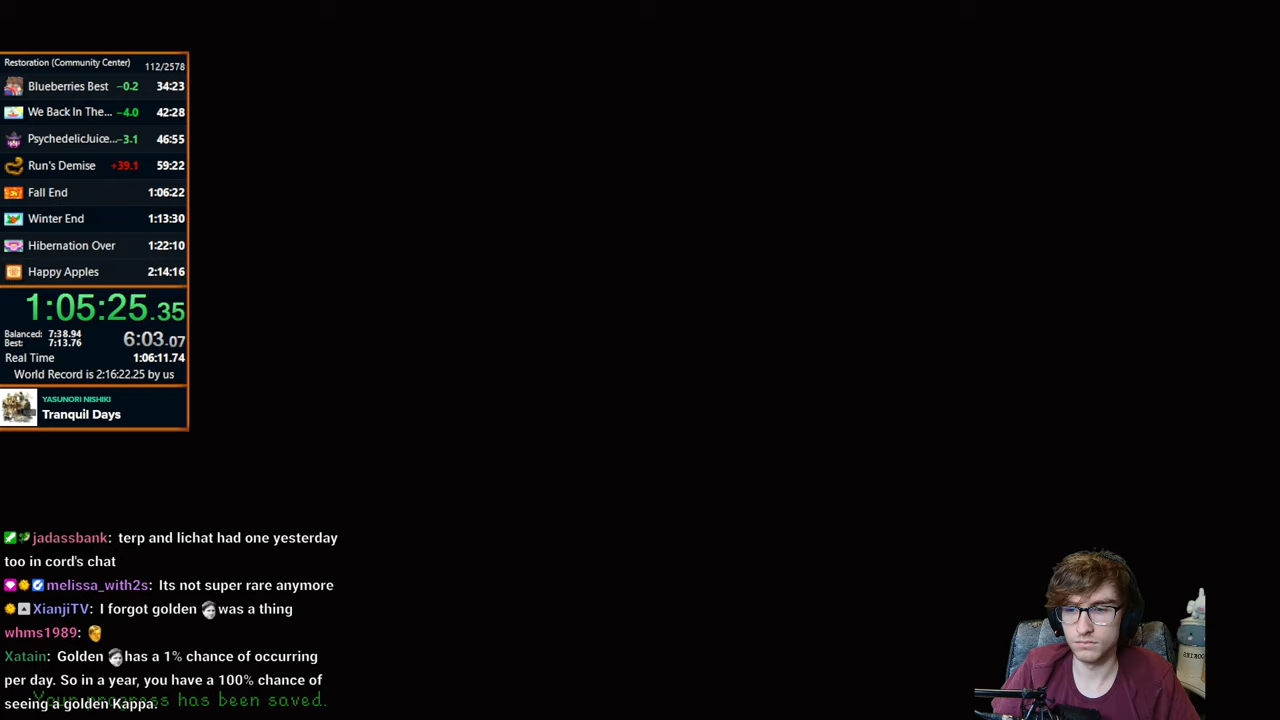 Restoration (Community Center) 112/2578
Blueberries Best −0.2 34:23
We Back In The... −4.0 42:28
PsychedelicJuice... −3.1 46:55
Run's Demise +39.1 59:22
Fall End 1:06:22
Winter End 1:13:30
Hibernation Over 1:22:10
Happy Apples 2:14:16
1:05:25.35
Balanced: 7:38.94
Best: 7:13.76
6:03.07
Real Time 1:06:11.74
World Record is 2:16:22.25 by us
YASUNORI NISHIKI
Tranquil Days
jadassbank: terp and lichat had one yesterday
too in cord's chat
melissa_with2s: Its not super rare anymore
XianjiTV: I forgot golden was a thing
whms1989:
Xatain: Golden has a 1% chance of occurring
per day. So in a year, you have a 100% chance of
seeing a golden Kappa.
Your progress has been saved.